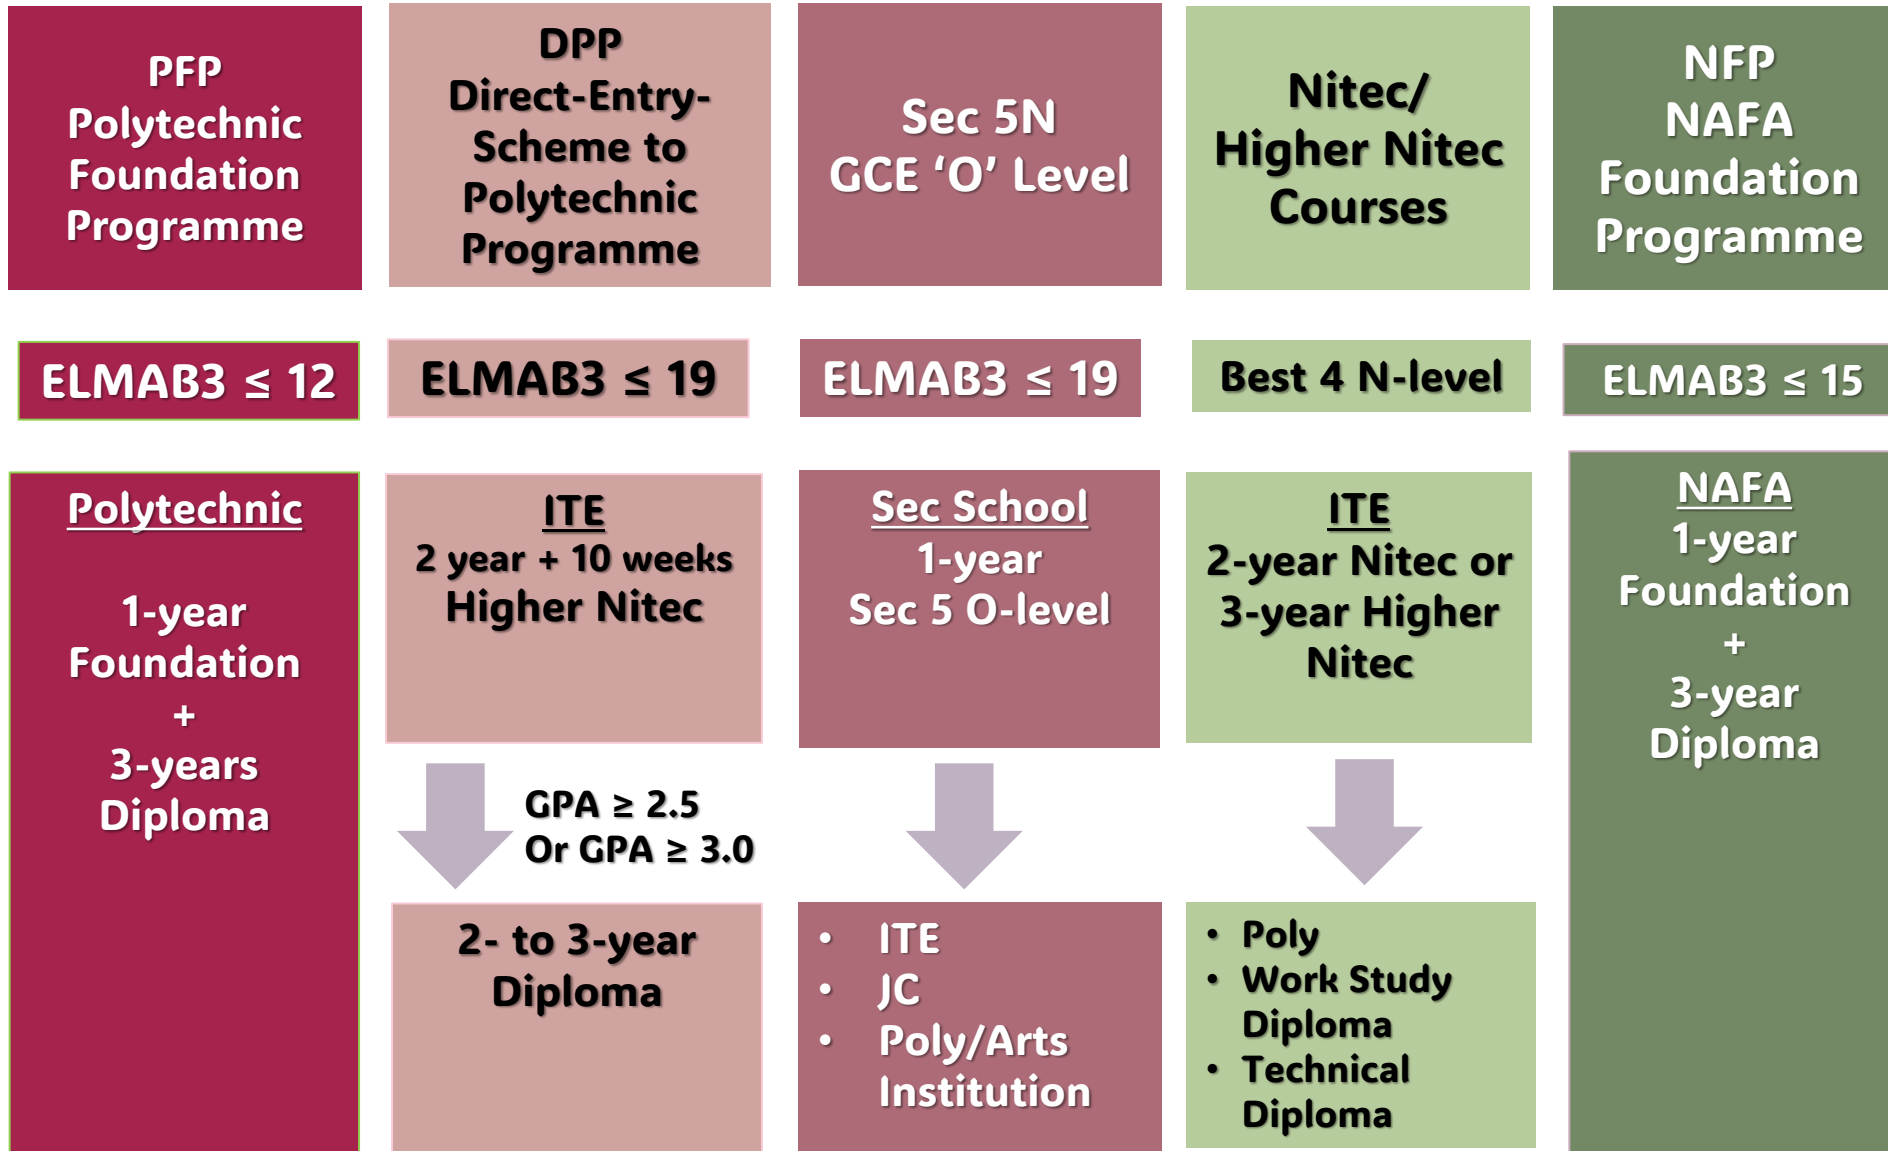 PFP
Polytechnic
Foundation
Programme
DPP
Direct-Entry-
Scheme to
Polytechnic
Programme
Sec 5N
GCE ‘O’ Level
Nitec/
Higher Nitec
Courses
NFP
NAFA
Foundation
Programme
ELMAB3 ≤ 12
ELMAB3 ≤ 19
ELMAB3 ≤ 19
Best 4 N-level
ELMAB3 ≤ 15
Polytechnic
1-year
Foundation
+
3-years
Diploma
ITE
2 year + 10 weeks
Higher Nitec
GPA ≥ 2.5
Or GPA ≥ 3.0
2- to 3-year
Diploma
Sec School
1-year
Sec 5 O-level
• ITE
• JC
• Poly/Arts
Institution
ITE
2-year Nitec or
3-year Higher
Nitec
• Poly
• Work Study
Diploma
• Technical
Diploma
NAFA
1-year
Foundation
+
3-year
Diploma